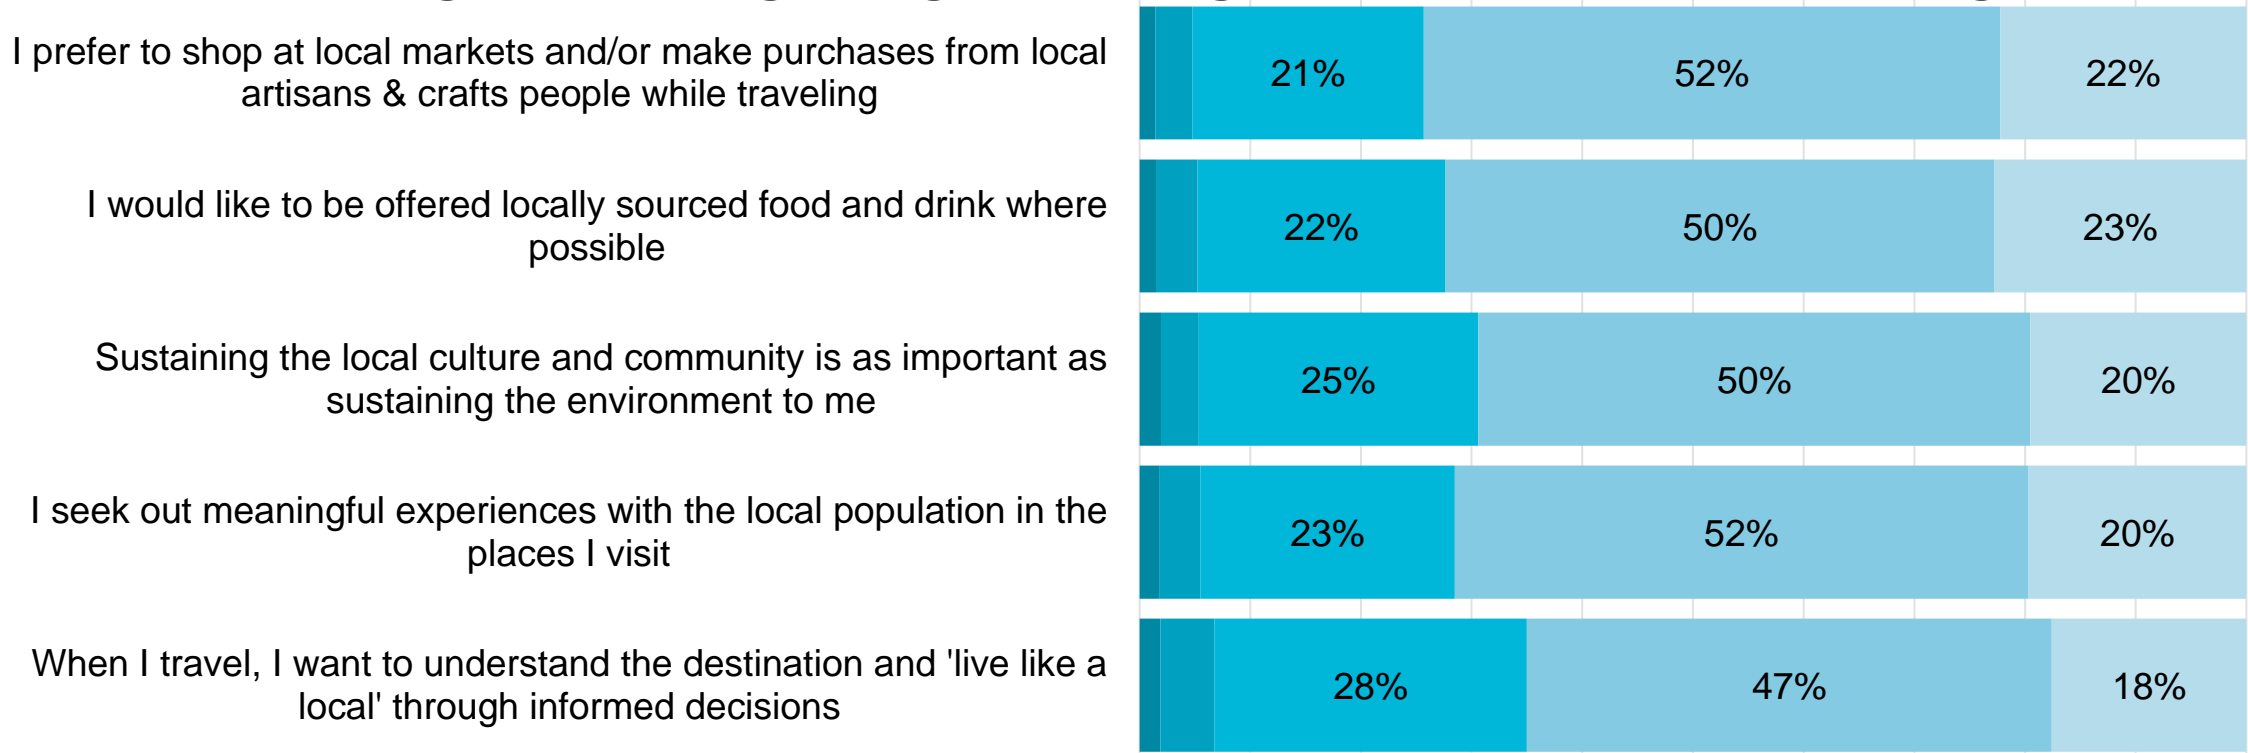 I prefer to shop at local markets and/or make purchases from local
artisans & crafts people while traveling
21% 52% 22%
I would like to be offered locally sourced food and drink where
possible
22% 50% 23%
Sustaining the local culture and community is as important as
sustaining the environment to me
25% 50% 20%
I seek out meaningful experiences with the local population in the
places I visit
23% 52% 20%
When I travel, I want to understand the destination and 'live like a
local' through informed decisions
28% 47% 18%